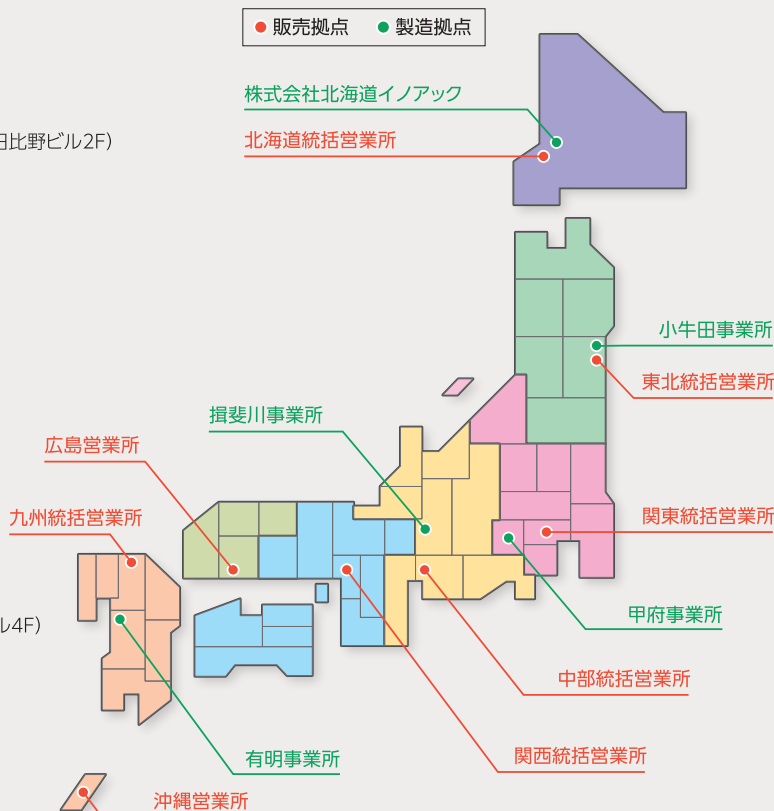 販売拠点 製造拠点
株式会社北海道イノアック
田比野ビル2F)
北海道統括営業所
小牛田事業所
東北統括営業所
揖斐川事業所
広島営業所
九州統括営業所
関東統括営業所
甲府事業所
ル4F)
中部統括営業所
関西統括営業所
有明事業所
沖縄営業所